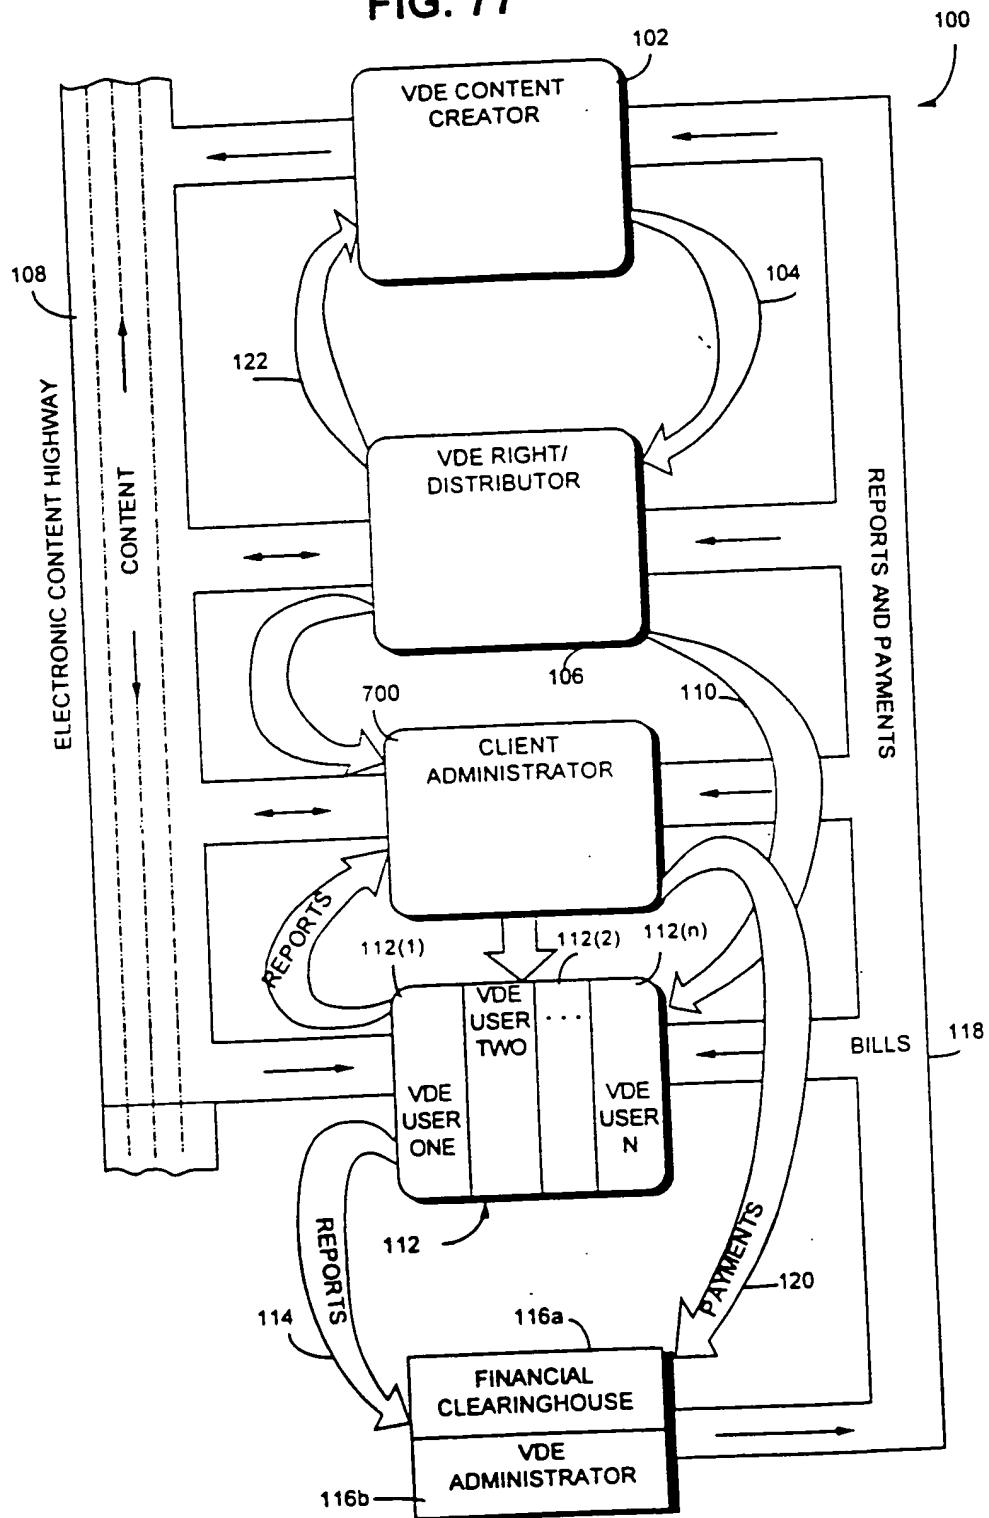 FIG. 77
100
102
VDE CONTENT
CREATOR
108
104
122
ELECTRONIC CONTENT HIGHWAY
CONTENT
VDE RIGHT/
DISTRIBUTOR
REPORTS AND PAYMENTS
106
700
110
CLIENT
ADMINISTRATOR
REPORTS
112(1)
112(2)
112(n)
VDE
USER
TWO
...
BILLS
118
VDE
USER
ONE
VDE
USER
N
112
REPORTS
PAYMENTS
120
114
116a
FINANCIAL
CLEARINGHOUSE
VDE
ADMINISTRATOR
116b